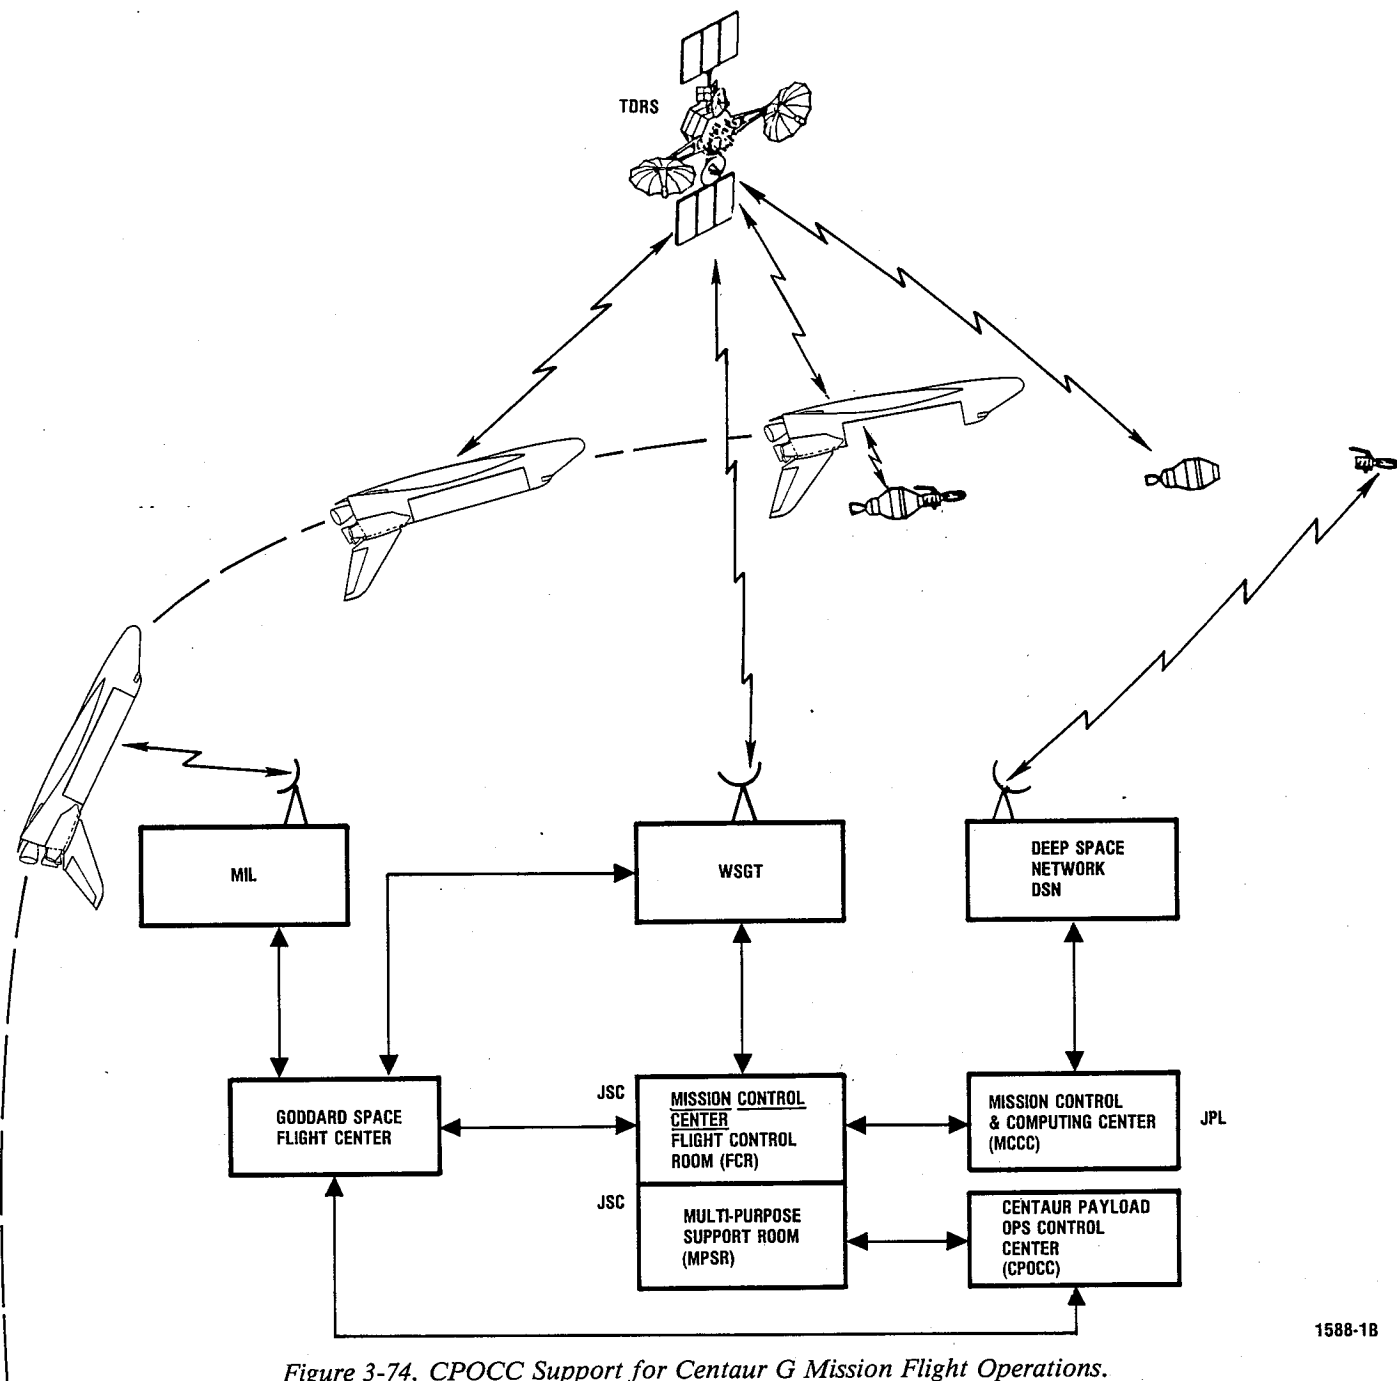 TDRS
MIL
WSGT
DEEP SPACE
NETWORK
DSN
GODDARD SPACE
FLIGHT CENTER
JSC
MISSION CONTROL
CENTER
FLIGHT CONTROL
ROOM (FCR)
MISSION CONTROL
& COMPUTING CENTER
(MCCC)
JPL
JSC
MULTI-PURPOSE
SUPPORT ROOM
(MPSR)
CENTAUR PAYLOAD
OPS CONTROL
CENTER
(CPOCC)
1588-1B
Figure 3-74. CPOCC Support for Centaur G Mission Flight Operations.